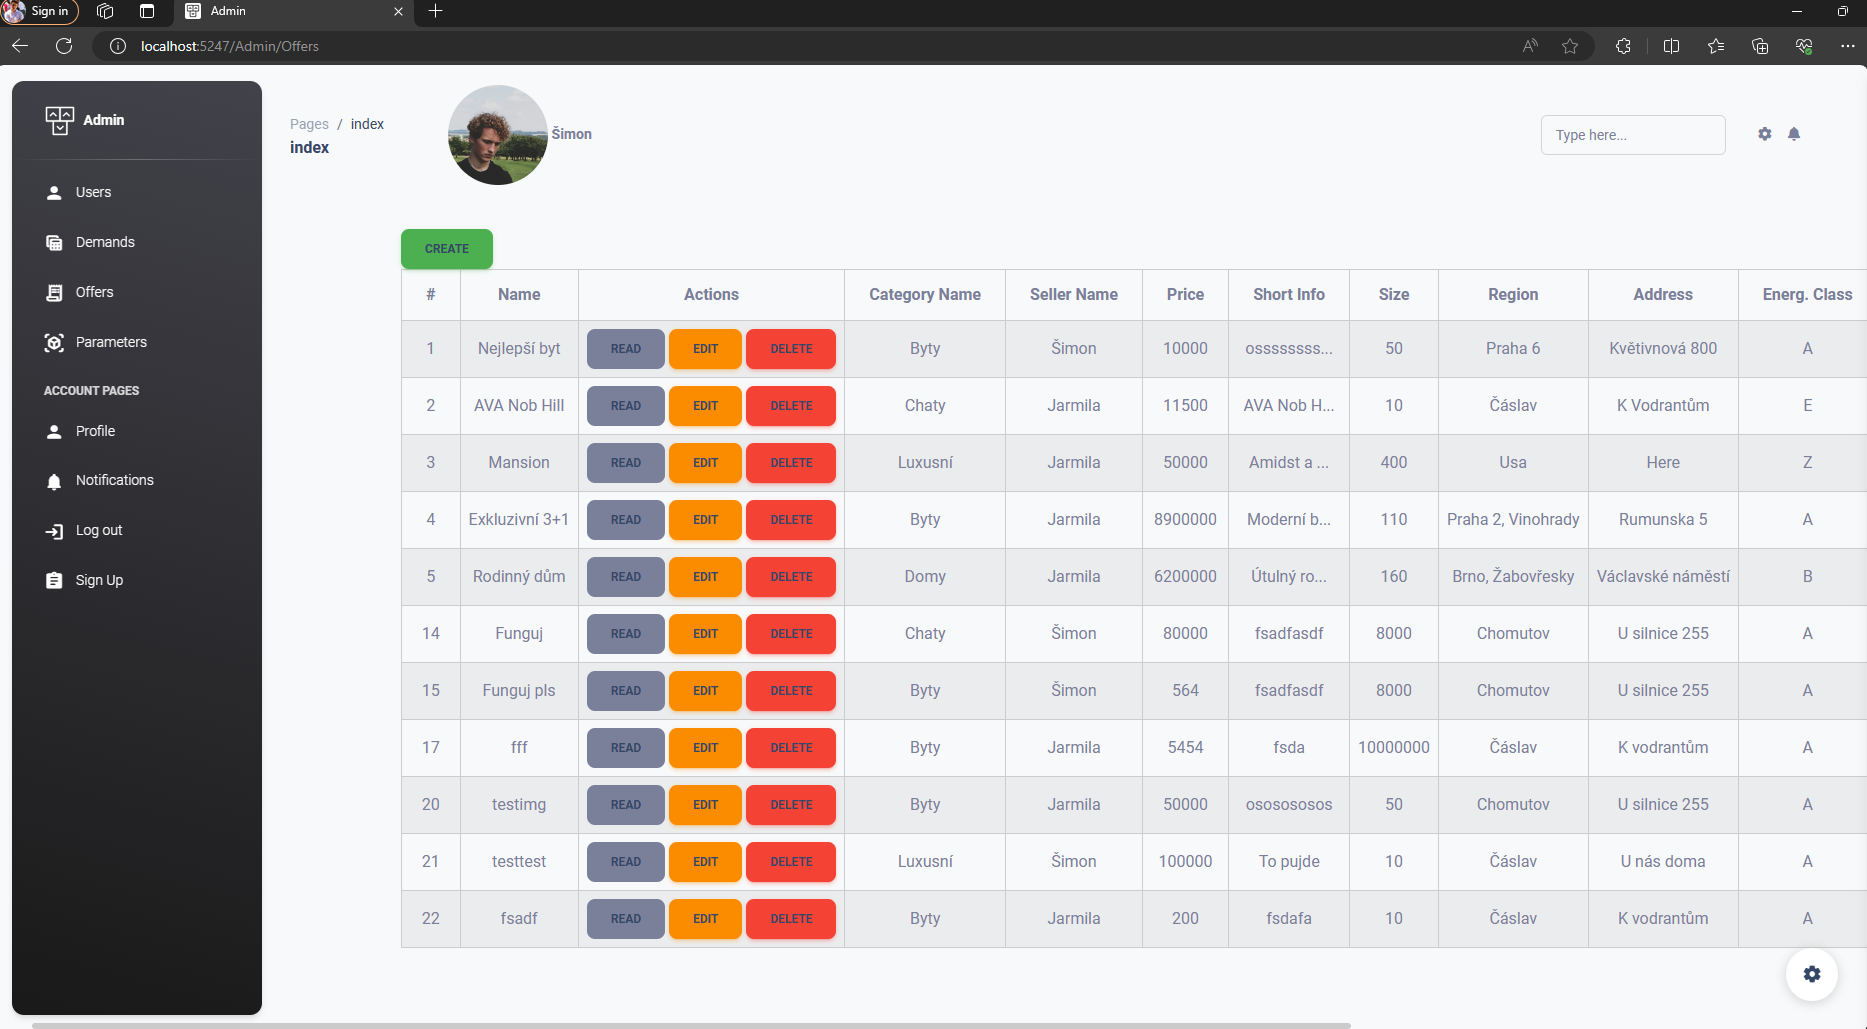 Sign in
Admin
localhost:5247/Admin/Offers
Admin
Users
Demands
Offers
Parameters
ACCOUNT PAGES
Profile
Notifications
Log out
Sign Up
Pages / index
index
Šimon
Type here...
CREATE
# Name Actions Category Name Seller Name Price Short Info Size Region Address Energ. Class
1 Nejlepší byt READ EDIT DELETE Byty Šimon 10000 ossssssss... 50 Praha 6 Květivnová 800 A
2 AVA Nob Hill READ EDIT DELETE Chaty Jarmila 11500 AVA Nob H... 10 Čáslav K Vodrantům E
3 Mansion READ EDIT DELETE Luxusní Jarmila 50000 Amidst a ... 400 Usa Here Z
4 Exkluzivní 3+1 READ EDIT DELETE Byty Jarmila 8900000 Moderní b... 110 Praha 2, Vinohrady Rumunska 5 A
5 Rodinný dům READ EDIT DELETE Domy Jarmila 6200000 Útulný ro... 160 Brno, Žabovřesky Václavské náměstí B
14 Funguj READ EDIT DELETE Chaty Šimon 80000 fsadfasdf 8000 Chomutov U silnice 255 A
15 Funguj pls READ EDIT DELETE Byty Šimon 564 fsadfasdf 8000 Chomutov U silnice 255 A
17 fff READ EDIT DELETE Byty Jarmila 5454 fsda 10000000 Čáslav K vodrantům A
20 testimg READ EDIT DELETE Byty Jarmila 50000 ososososos 50 Chomutov U silnice 255 A
21 testtest READ EDIT DELETE Luxusní Šimon 100000 To pujde 10 Čáslav U nás doma A
22 fsadf READ EDIT DELETE Byty Jarmila 200 fsdafa 10 Čáslav K vodrantům A